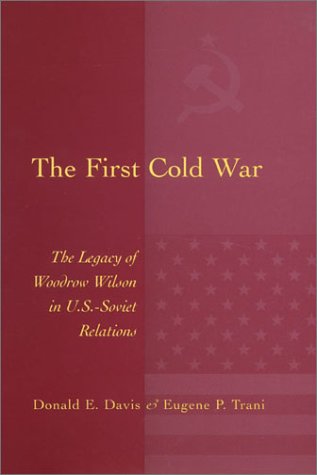 The First Cold War
The Legacy of
Woodrow Wilson
in U.S.-Soviet
Relations
Donald E. Davis & Eugene P. Trani